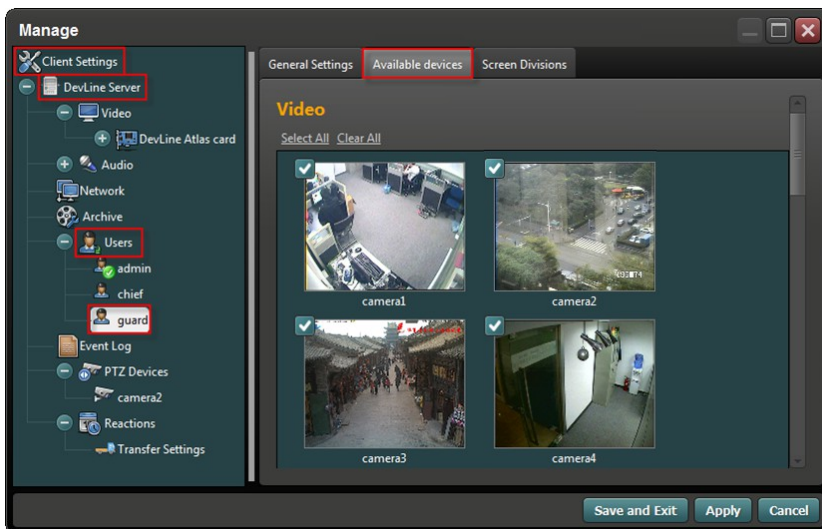 Manage
Client Settings
DevLine Server
Video
DevLine Atlas card
Audio
Network
Archive
Users
admin
chief
guard
Event Log
PTZ Devices
camera2
Reactions
Transfer Settings
General Settings Available devices Screen Divisions
Video
Select All Clear All
camera1 camera2
camera3 camera4
Save and Exit Apply Cancel